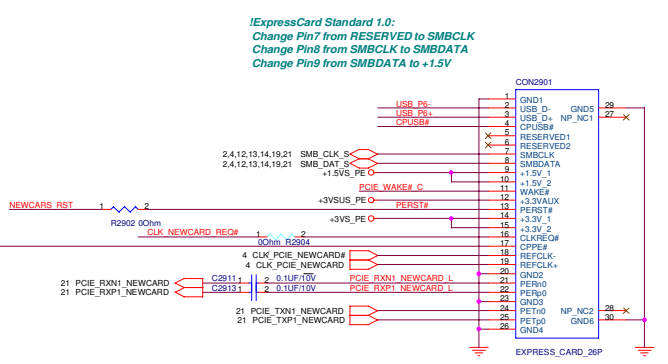 !ExpressCard Standard 1.0:
Change Pin7 from RESERVED to SMBCLK
Change Pin8 from SMBCLK to SMBDATA
Change Pin9 from SMBDATA to +1.5V
CON2901
1 GND1
USB_P6- 2 USB_D- GND5 29
USB_P6+ 3 USB_D+ NP_NC1 27
CPUSB# 4 CPUSB#
5 RESERVED1
6 RESERVED2
2,4,12,13,14,19,21 SMB_CLK_S 7 SMBCLK
2,4,12,13,14,19,21 SMB_DAT_S 8 SMBDATA
+1.5VS_PE 9 +1.5V_1
10 +1.5V_2
PCIE_WAKE#_C 11 WAKE#
+3VSUS_PE 12 +3.3VAUX
NEWCARS_RST 1 2 PERST# 13 PERST#
R2902 0Ohm
+3VS_PE 14 +3.3V_1
15 +3.3V_2
CLK_NEWCARD_REQ# 1 2 16 CLKREQ#
0Ohm R2904
17 CPPE#
4 CLK_PCIE_NEWCARD# 18 REFCLK-
4 CLK_PCIE_NEWCARD 19 REFCLK+
20 GND2
21 PCIE_RXN1_NEWCARD C2911 1 2 0.1UF/10V PCIE_RXN1_NEWCARD_L 21 PERn0
21 PCIE_RXP1_NEWCARD C2913 1 2 0.1UF/10V PCIE_RXP1_NEWCARD_L 22 PERp0
23 GND3
21 PCIE_TXN1_NEWCARD 24 PETn0 NP_NC2 28
21 PCIE_TXP1_NEWCARD 25 PETp0 GND6 30
26 GND4
EXPRESS_CARD_26P